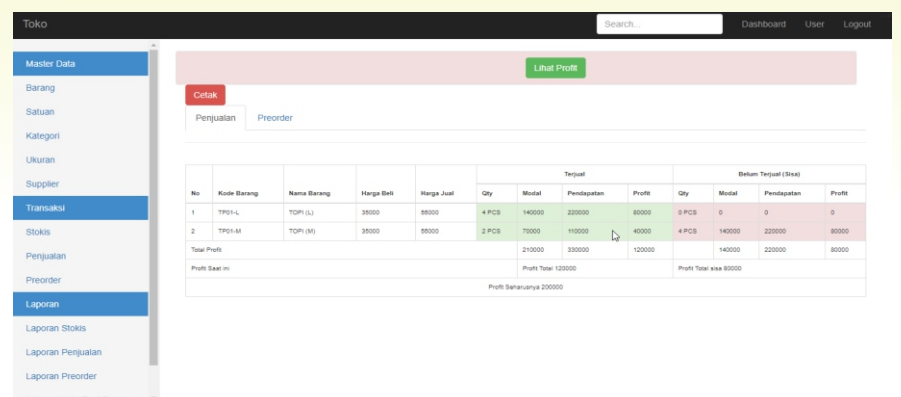 Toko Search... Dashboard User Logout
Master Data
Barang
Satuan
Kategori
Ukuran
Supplier
Transaksi
Stokis
Penjualan
Preorder
Laporan
Laporan Stokis
Laporan Penjualan
Laporan Preorder
Lihat Profit
Cetak
Penjualan Preorder
Terjual Belum Terjual (Sisa)
No Kode Barang Nama Barang Harga Beli Harga Jual Qty Modal Pendapatan Profit Qty Modal Pendapatan Profit
1 TP01-L TOPI (L) 35000 55000 4 PCS 140000 220000 80000 0 PCS 0 0 0
2 TP01-M TOPI (M) 35000 55000 2 PCS 70000 110000 40000 4 PCS 140000 220000 80000
Total Profit 210000 330000 120000 140000 220000 80000
Profit Saat ini Profit Total 120000 Profit Total sisa 80000
Profit Seharusnya 200000